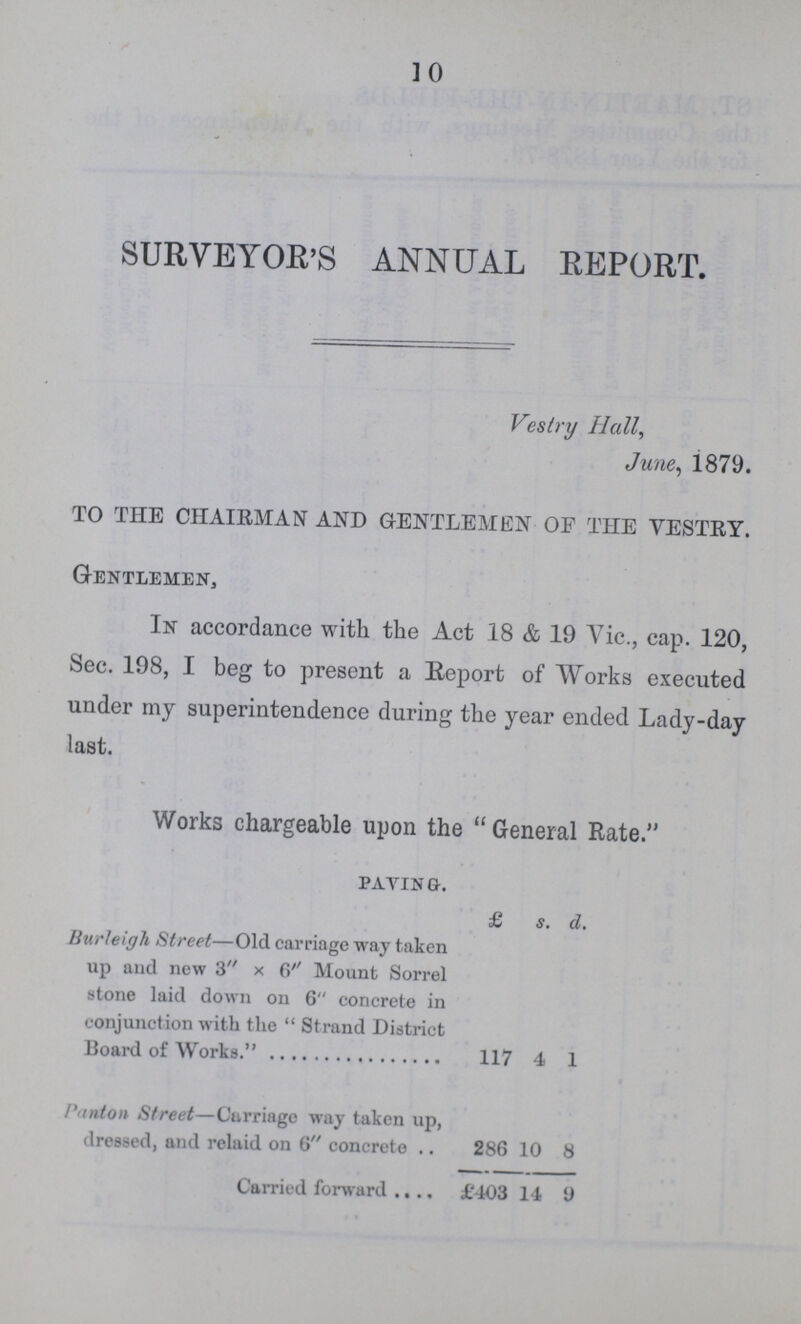 10
SURVEYOR'S ANNUAL REPORT.
Vestry Hall,
June, 1879.
TO THE CHAIRMAN AND GENTLEMEN OF THE VESTRY.
GENTLEMEN,
IN accordance with the Act 18 & 19 Vic., cap. 120,
Sec. 198, I beg to present a Report of Works executed
under my superintendence during the year ended Lady-day
last.
Works chargeable upon the "General Rate."
PAVING.
£ s. d.
Burleigh Street—Old carriage way taken
up and new 3" × 6" Mount Sorrel
stone laid down on 6" concrete in
conjunction with the "Strand District
Board of Works." ................ 117 4 1
Panton Street—Carriage way taken up,
dressed, and relaid on 6" concrete .. 286 10 8
Carried forward .... £403 14 9